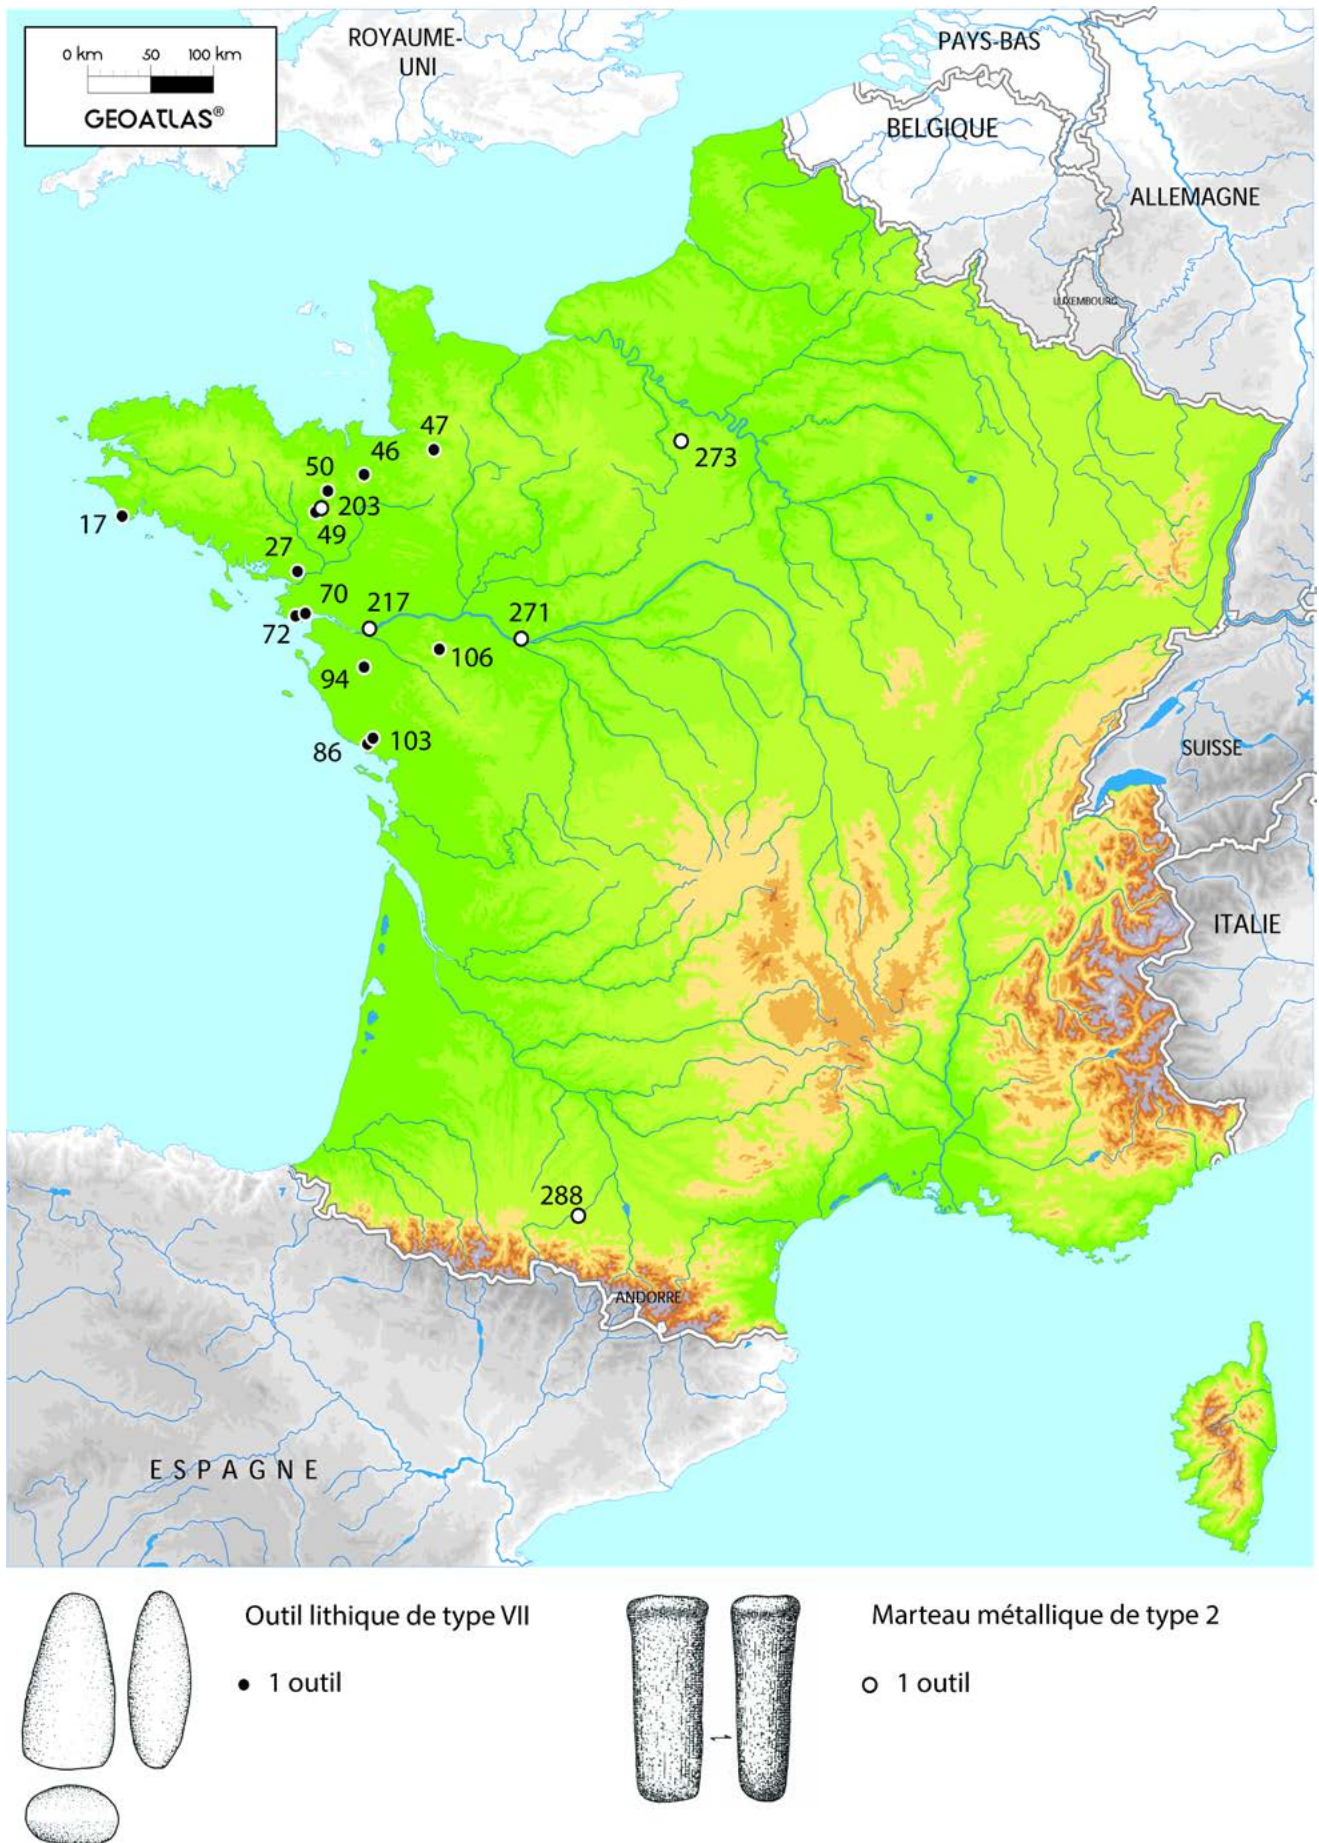 0 km 50 100 km
GEOATLAS®
ROYAUME-
UNI
PAYS-BAS
BELGIQUE
ALLEMAGNE
LUXEMBOURG
47
46
273
50
203
17
49
27
70
217
271
72
106
94
103
86
SUISSE
ITALIE
288
ANDORRE
ESPAGNE
Outil lithique de type VII
1 outil
Marteau métallique de type 2
1 outil